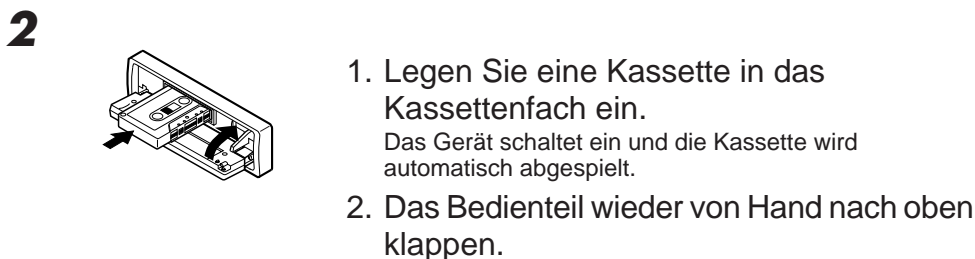 2
1. Legen Sie eine Kassette in das
Kassettenfach ein.
Das Gerät schaltet ein und die Kassette wird
automatisch abgespielt.
2. Das Bedienteil wieder von Hand nach oben
klappen.